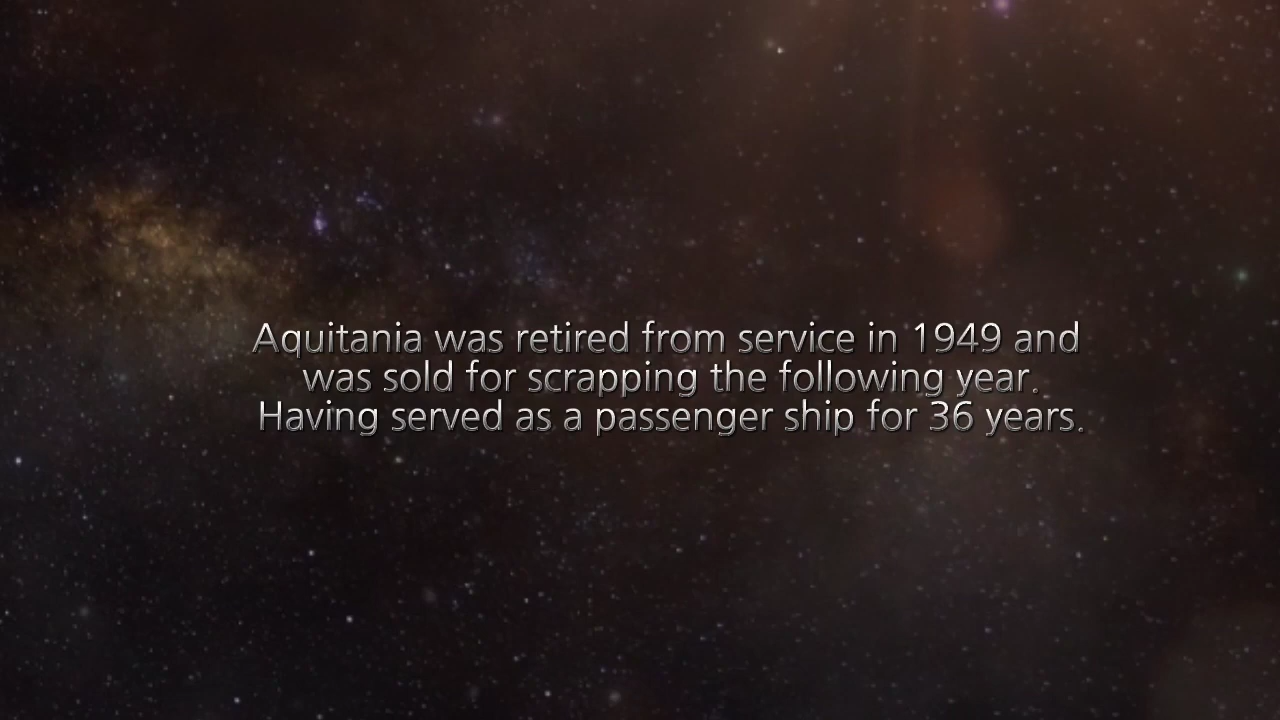 Aquitania was retired from service in 1949 and
was sold for scrapping the following year.
Having served as a passenger ship for 36 years.